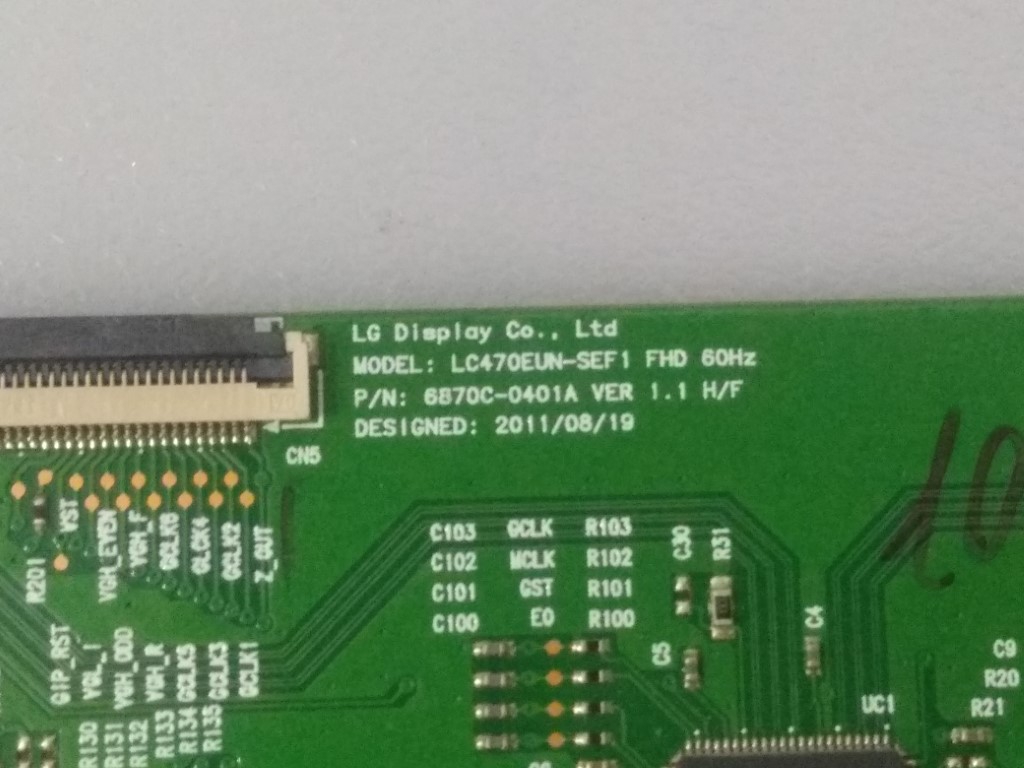 LG Display Co., Ltd
MODEL: LC470EUN-SEF1 FHD 60Hz
P/N: 6870C-0401A VER 1.1 H/F
DESIGNED: 2011/08/19
CN5
R201
VST
VGH_EVEN
VGH_F
GCLK6
GLCK4
GCLK2
Z_OUT
C103 GCLK R103
C102 MCLK R102
C101 GST R101
C100 EO R100
C30
R31
C5
C4
UC1
C9
R20
R21
GIP_RST
VGL_I
VGH_ODD
VGH_R
GCLK5
GCLK3
GCLK1
R130
R131
R132
R133
R134
R135